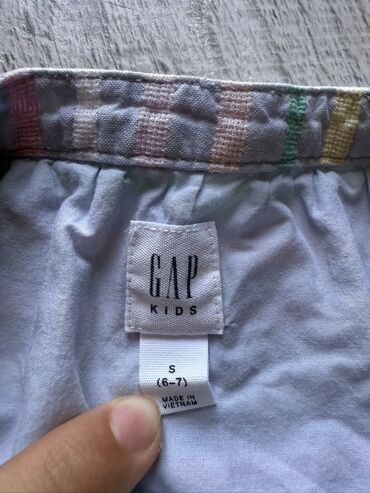 GAP
KIDS
S
(6-7)
MADE IN
VIETNAM